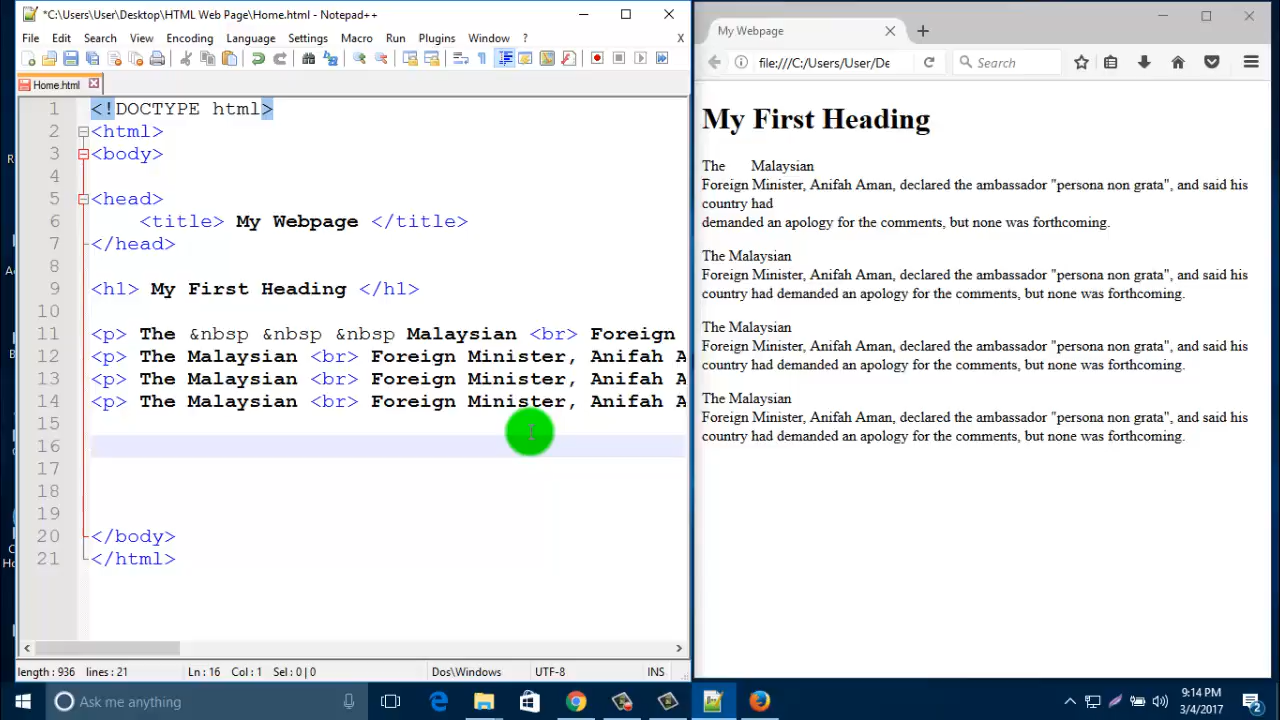 *C:\Users\User\Desktop\HTML Web Page\Home.html - Notepad++
File Edit Search View Encoding Language Settings Macro Run Plugins Window ? X
Home.html
1 <!DOCTYPE html>
2 <html>
3 <body>
4
5 <head>
6 <title> My Webpage </title>
7 </head>
8
9 <h1> My First Heading </h1>
10
11 <p> The &nbsp &nbsp &nbsp Malaysian <br> Foreign
12 <p> The Malaysian <br> Foreign Minister, Anifah A
13 <p> The Malaysian <br> Foreign Minister, Anifah A
14 <p> The Malaysian <br> Foreign Minister, Anifah A
15
16
17
18
19
20 </body>
21 </html>
length : 936 lines : 21 Ln : 16 Col : 1 Sel : 0 | 0 Dos\Windows UTF-8 INS
My Webpage
file:///C:/Users/User/De Search
My First Heading
The Malaysian
Foreign Minister, Anifah Aman, declared the ambassador "persona non grata", and said his
country had
demanded an apology for the comments, but none was forthcoming.
The Malaysian
Foreign Minister, Anifah Aman, declared the ambassador "persona non grata", and said his
country had demanded an apology for the comments, but none was forthcoming.
The Malaysian
Foreign Minister, Anifah Aman, declared the ambassador "persona non grata", and said his
country had demanded an apology for the comments, but none was forthcoming.
The Malaysian
Foreign Minister, Anifah Aman, declared the ambassador "persona non grata", and said his
country had demanded an apology for the comments, but none was forthcoming.
Ask me anything
9:14 PM
3/4/2017
2